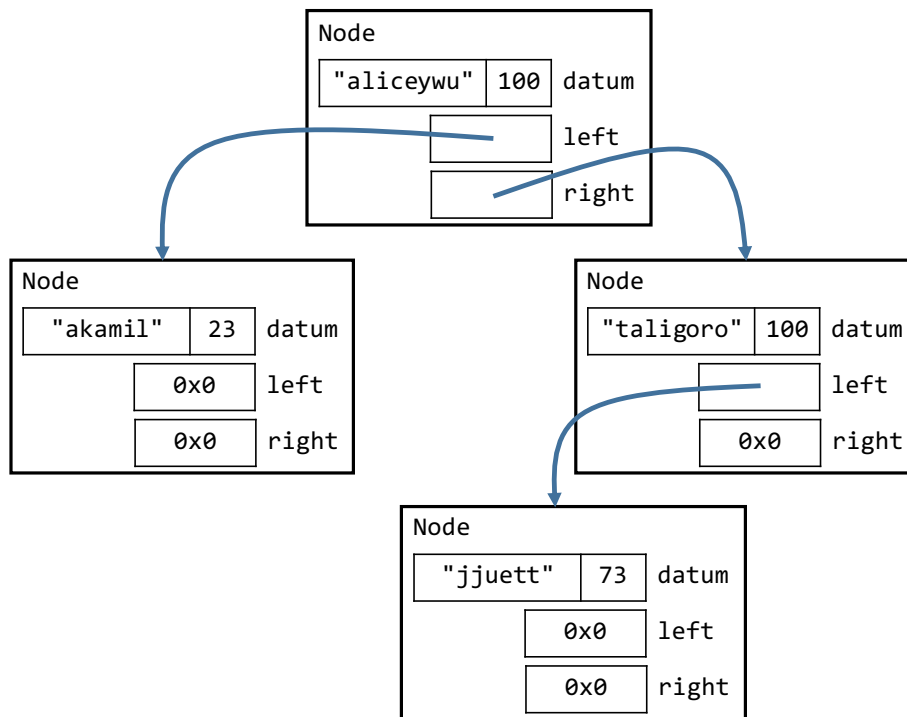 Node
"aliceywu" 100 datum
left
right
Node
"akamil" 23 datum
0x0 left
0x0 right
Node
"taligoro" 100 datum
left
0x0 right
Node
"jjuett" 73 datum
0x0 left
0x0 right